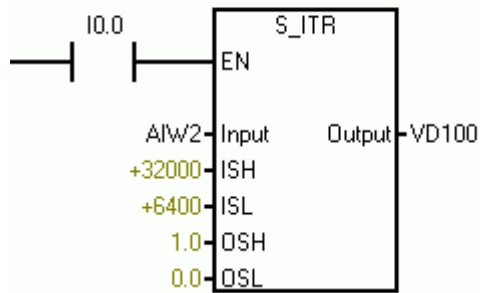 I0.0 S_ITR
EN
AIW2 Input Output VD100
+32000 ISH
+6400 ISL
1.0 OSH
0.0 OSL